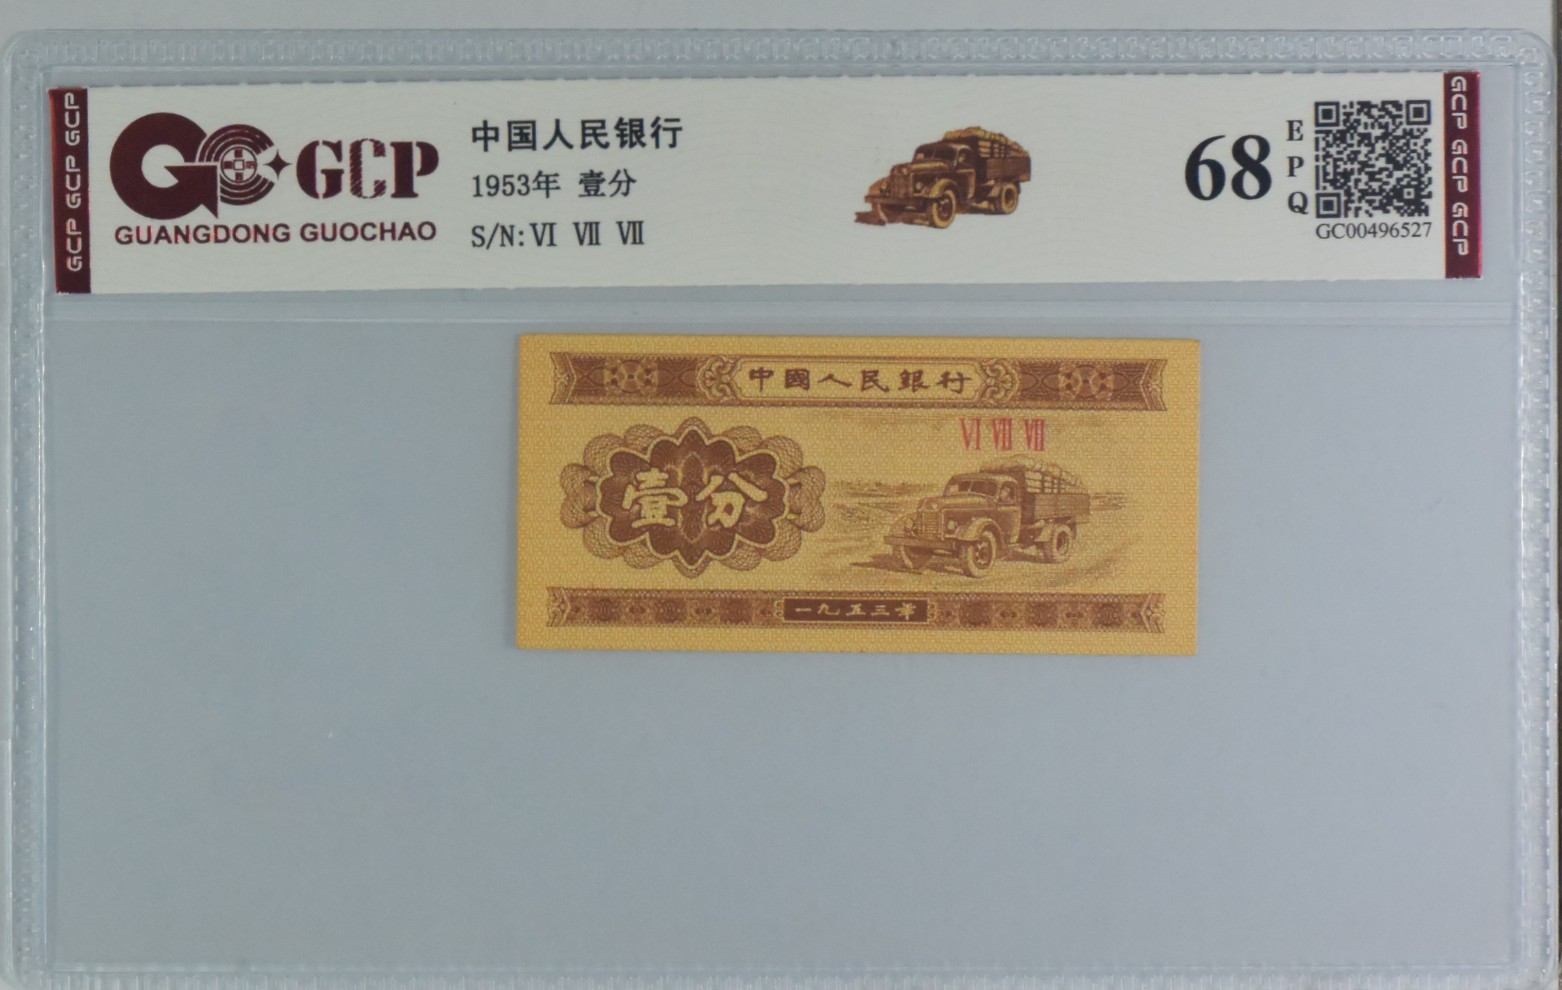 GCP GCP GCP
GCP
GUANGDONG GUOCHAO
中国人民银行
1953年 壹分
S/N: Ⅵ Ⅶ Ⅶ
68
EPQ
GC00496527
GCP GCP GCP
中國人民銀行
Ⅵ Ⅶ Ⅶ
壹分
一九五三年